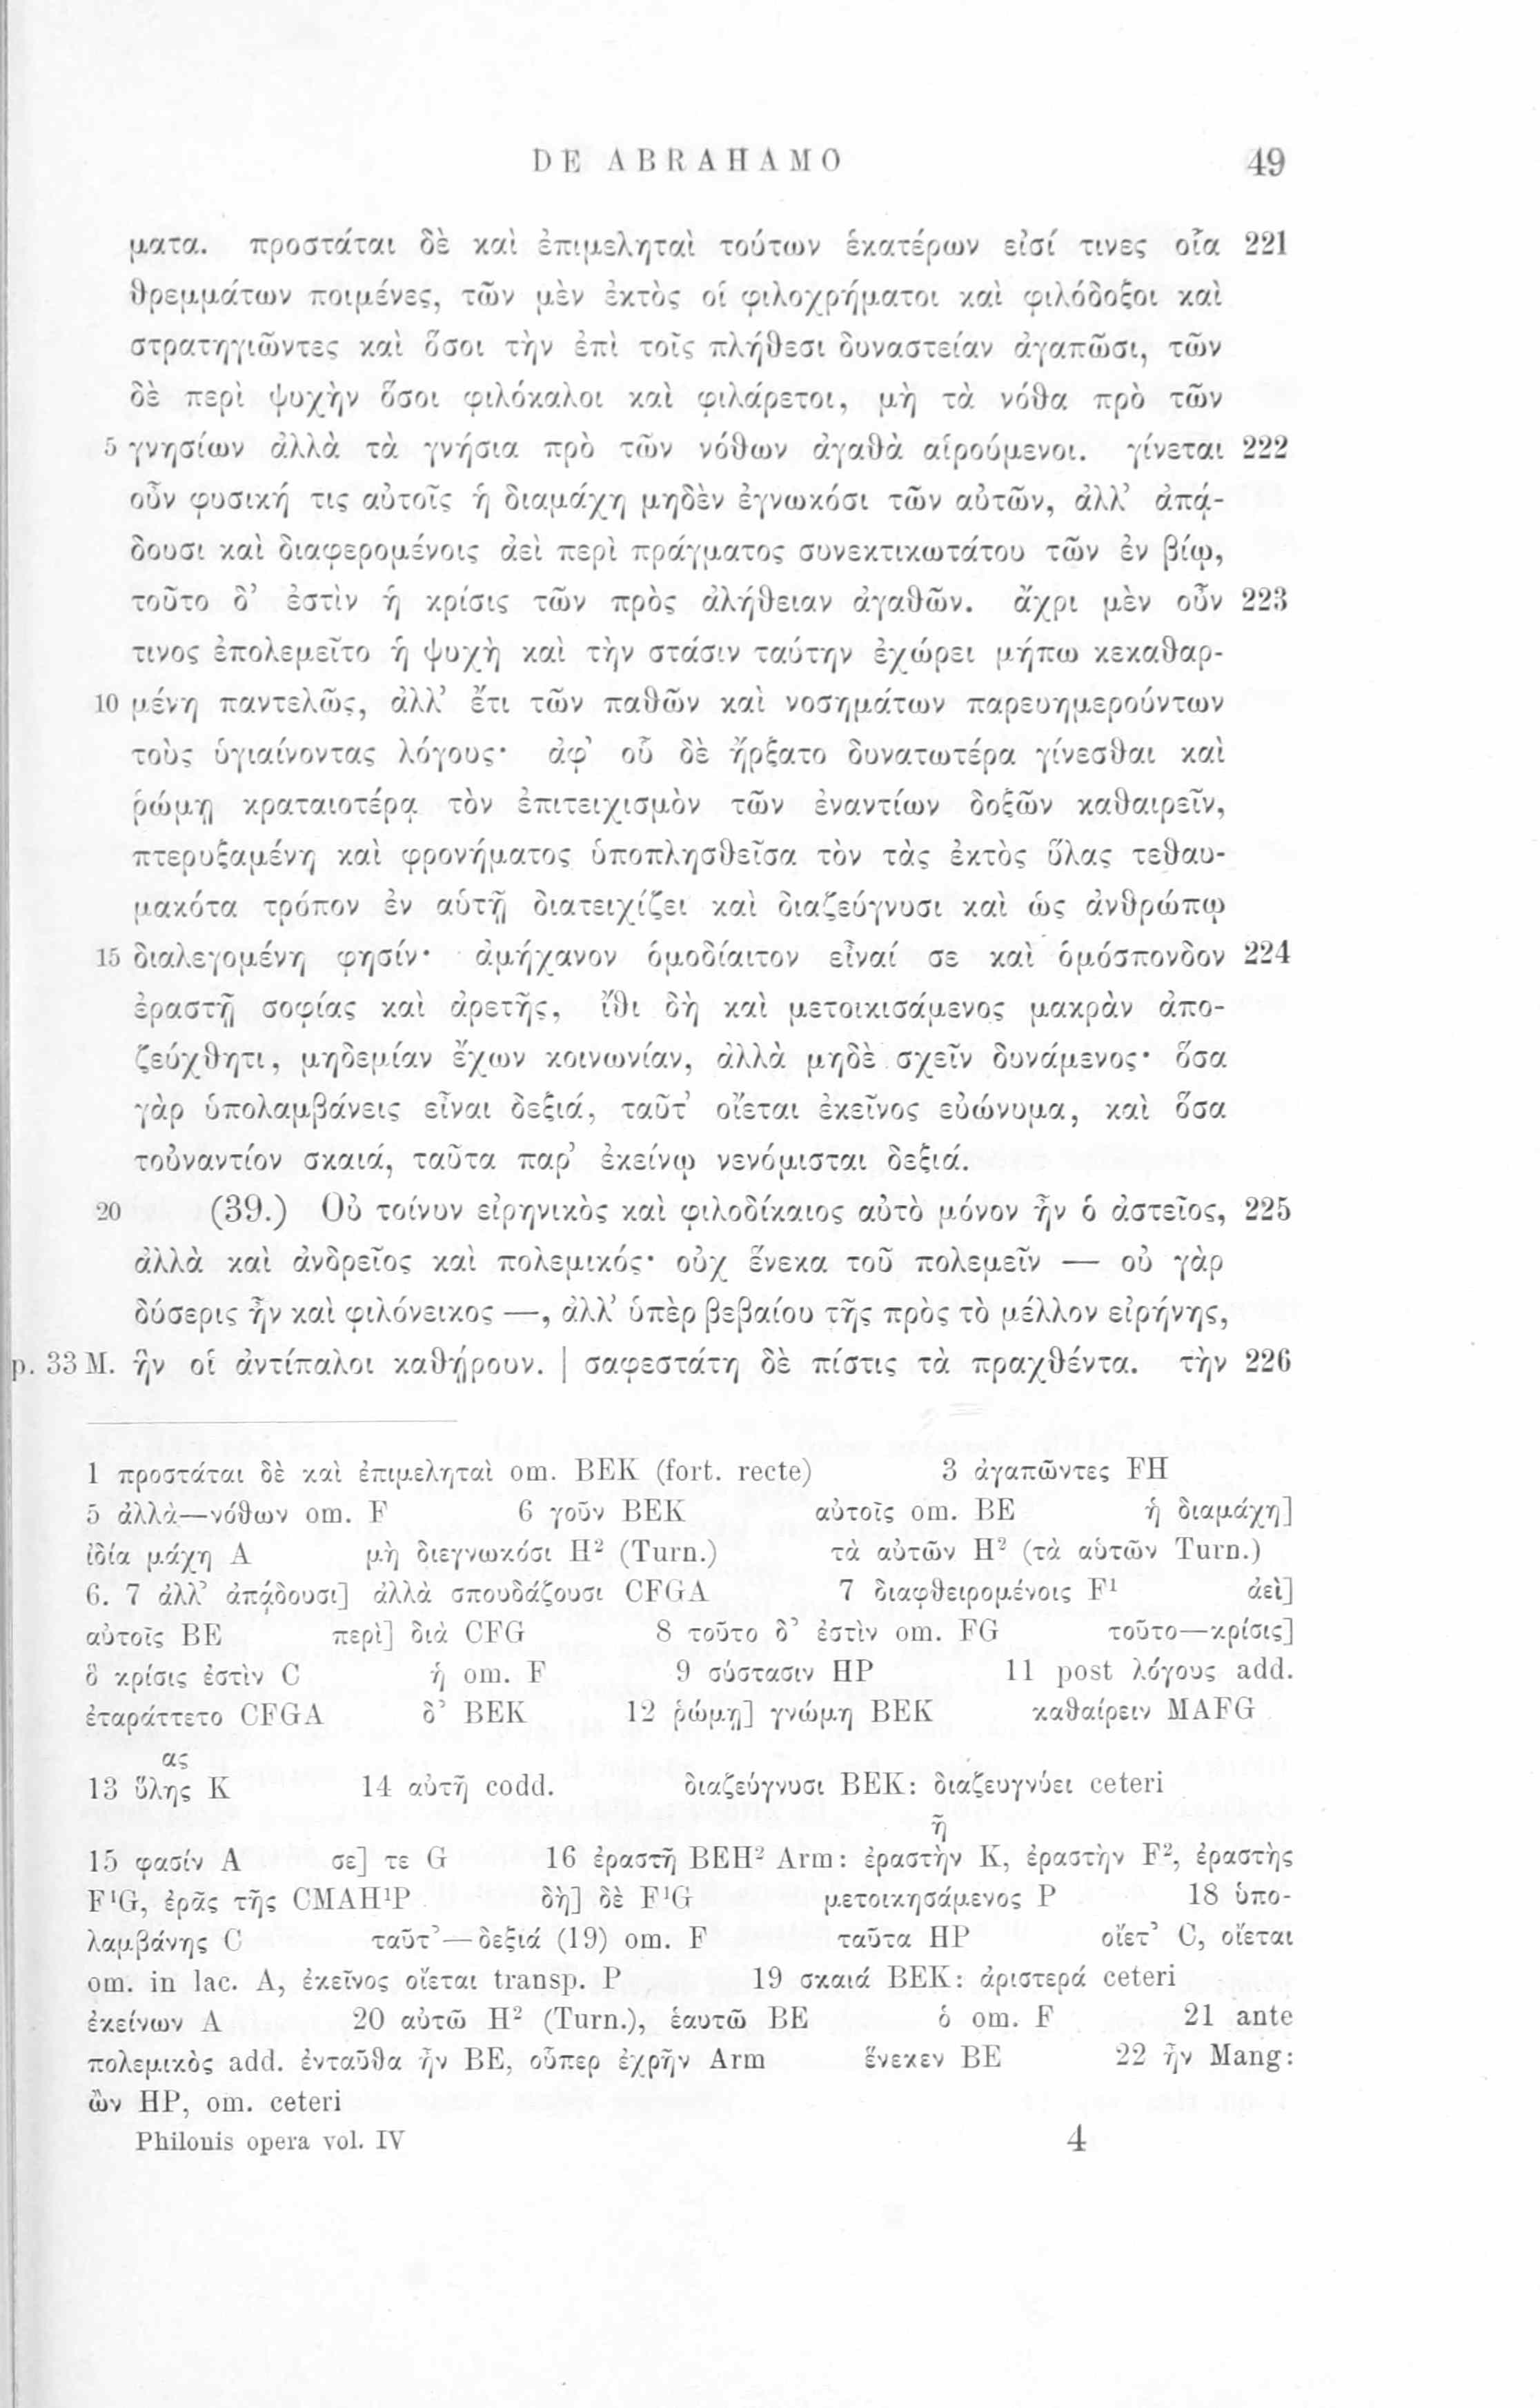 DE ABRAHAMO 49
ματα. προστάται δὲ καὶ ἐπιμεληταὶ τούτων ἑκατέρων εἰσί τινες οἷα 221
θρεμμάτων ποιμένες, τῶν μὲν ἐκτὸς οἱ φιλοχρήματοι καὶ φιλόδοξοι καὶ
στρατηγιῶντες καὶ ὅσοι τὴν ἐπὶ τοῖς πλήθεσι δυναστείαν ἀγαπῶσι, τῶν
δὲ περὶ ψυχὴν ὅσοι φιλόκαλοι καὶ φιλάρετοι, μὴ τὰ νόθα πρὸ τῶν
5 γνησίων ἀλλὰ τὰ γνήσια πρὸ τῶν νόθων ἀγαθὰ αἱρούμενοι. γίνεται 222
οὖν φυσική τις αὐτοῖς ἡ διαμάχη μηδὲν ἐγνωκόσι τῶν αὐτῶν, ἀλλ’ ἀπᾴ-
δουσι καὶ διαφερομένοις ἀεὶ περὶ πράγματος συνεκτικωτάτου τῶν ἐν βίῳ,
τοῦτο δ’ ἐστὶν ἡ κρίσις τῶν πρὸς ἀλήθειαν ἀγαθῶν. ἄχρι μὲν οὖν 223
τινος ἐπολεμεῖτο ἡ ψυχὴ καὶ τὴν στάσιν ταύτην ἐχώρει μήπω κεκαθαρ-
10 μένη παντελῶς, ἀλλ’ ἔτι τῶν παθῶν καὶ νοσημάτων παρευημερούντων
τοὺς ὑγιαίνοντας λόγους· ἀφ’ οὗ δὲ ἤρξατο δυνατωτέρα γίνεσθαι καὶ
ῥώμῃ κραταιοτέρᾳ τὸν ἐπιτειχισμὸν τῶν ἐναντίων δοξῶν καθαιρεῖν,
πτερυξαμένη καὶ φρονήματος ὑποπλησθεῖσα τὸν τὰς ἐκτὸς ὕλας τεθαυ-
μακότα τρόπον ἐν αὑτῇ διατειχίζει καὶ διαζεύγνυσι καὶ ὡς ἀνθρώπῳ
15 διαλεγομένη φησίν· ἀμήχανον ὁμοδίαιτον εἶναί σε καὶ ὁμόσπονδον 224
ἐραστῇ σοφίας καὶ ἀρετῆς, ἴθι δὴ καὶ μετοικισάμενος μακρὰν ἀπο-
ζεύχθητι, μηδεμίαν ἔχων κοινωνίαν, ἀλλὰ μηδὲ σχεῖν δυνάμενος· ὅσα
γὰρ ὑπολαμβάνεις εἶναι δεξιά, ταῦτ’ οἴεται ἐκεῖνος εὐώνυμα, καὶ ὅσα
τοὐναντίον σκαιά, ταῦτα παρ’ ἐκείνῳ νενόμισται δεξιά.
20 (39.) Οὐ τοίνυν εἰρηνικὸς καὶ φιλοδίκαιος αὐτὸ μόνον ἦν ὁ ἀστεῖος, 225
ἀλλὰ καὶ ἀνδρεῖος καὶ πολεμικός· οὐχ ἕνεκα τοῦ πολεμεῖν — οὐ γὰρ
δύσερις ἦν καὶ φιλόνεικος —, ἀλλ’ ὑπὲρ βεβαίου τῆς πρὸς τὸ μέλλον εἰρήνης,
p. 33 M. ἣν οἱ ἀντίπαλοι καθῄρουν. | σαφεστάτη δὲ πίστις τὰ πραχθέντα. τὴν 226
1 προστάται δὲ καὶ ἐπιμεληταὶ om. BEK (fort. recte) 3 ἀγαπῶντες FH
5 ἀλλὰ—νόθων om. F 6 γοῦν BEK αὐτοῖς om. BE ἡ διαμάχη]
ἰδία μάχη A μὴ διεγνωκόσι H² (Turn.) τὰ αὐτῶν H² (τὰ αὑτῶν Turn.)
6. 7 ἀλλ’ ἀπᾴδουσι] ἀλλὰ σπουδάζουσι CFGA 7 διαφθειρομένοις F¹ ἀεὶ]
αὐτοῖς BE περὶ] διὰ CFG 8 τοῦτο δ’ ἐστὶν om. FG τοῦτο—κρίσις]
ὃ κρίσις ἐστὶν C ἡ om. F 9 σύστασιν HP 11 post λόγους add.
ἐταράττετο CFGA δ’ BEK 12 ῥώμῃ] γνώμη BEK καθαίρειν MAFG
ας
13 ὕλης K 14 αὐτῆ codd. διαζεύγνυσι BEK: διαζευγνύει ceteri
ῆ
15 φασίν A σε] τε G 16 ἐραστῆ BEH² Arm: ἐραστὴν K, ἐραστὴν F², ἐραστὴς
F¹G, ἐρᾶς τῆς CMAH¹P δὴ] δὲ F¹G μετοικησάμενος P 18 ὑπο-
λαμβάνης C ταῦτ’—δεξιά (19) om. F ταῦτα HP οἴετ’ C, οἴεται
om. in lac. A, ἐκεῖνος οἴεται transp. P 19 σκαιά BEK: ἀριστερά ceteri
ἐκείνων A 20 αὐτῶ H² (Turn.), ἑαυτῶ BE ὁ om. F 21 ante
πολεμικὸς add. ἐνταῦθα ἦν BE, οὗπερ ἐχρῆν Arm ἕνεκεν BE 22 ἦν Mang:
ὢν HP, om. ceteri
Philonis opera vol. IV 4